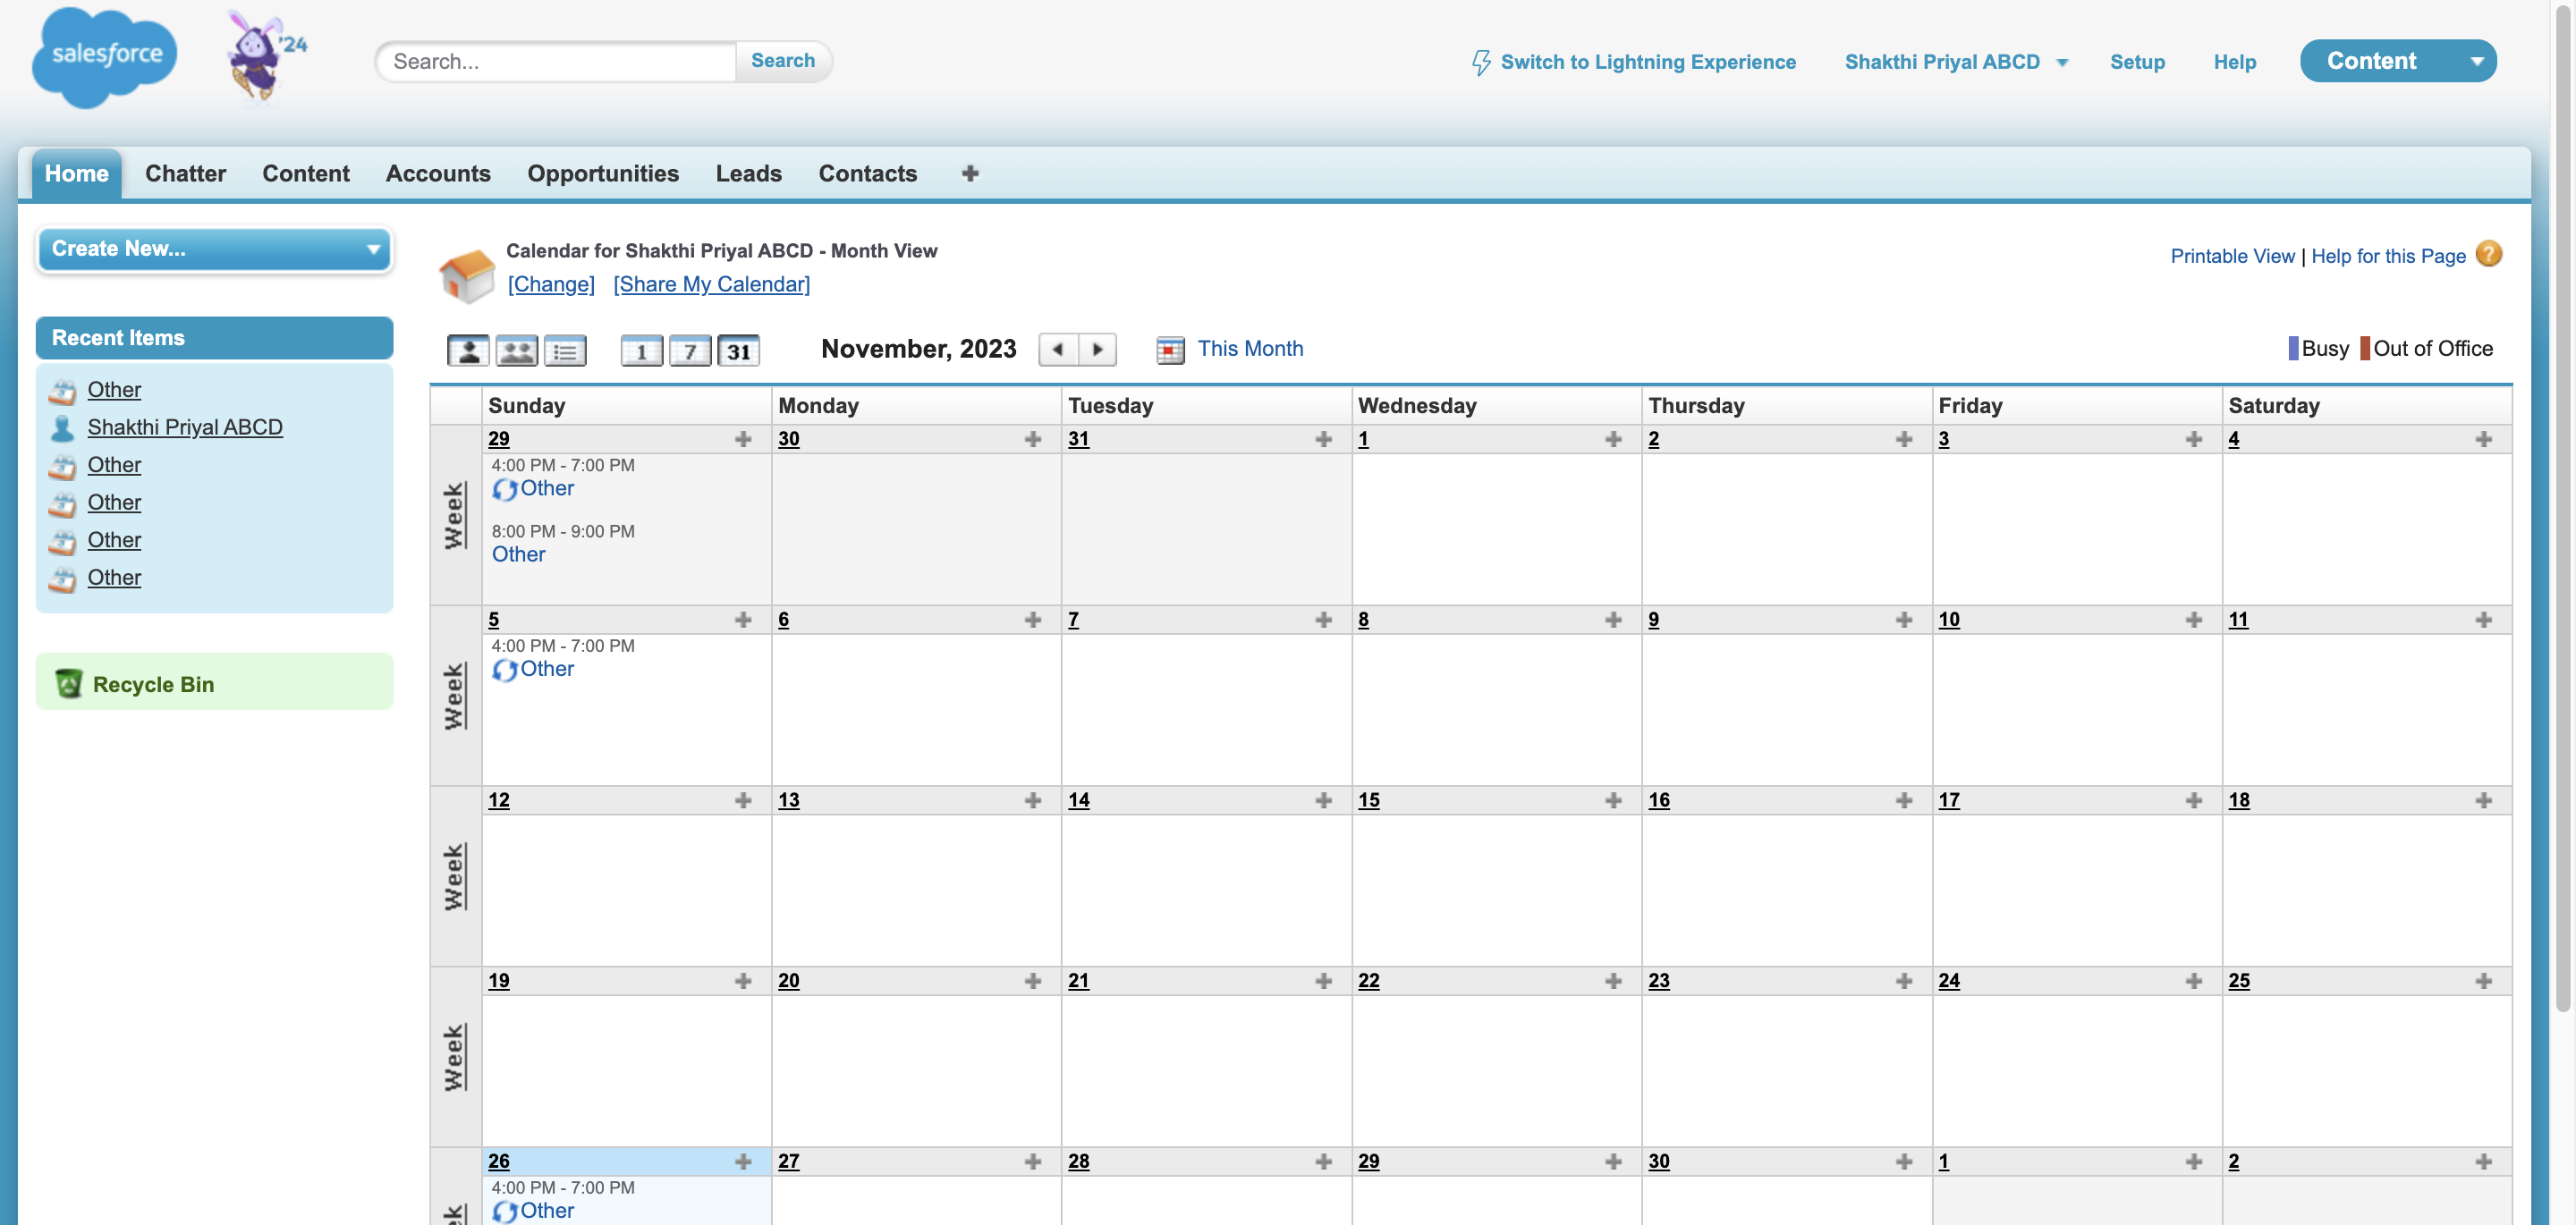 salesforce
'24
Search...
Search
Switch to Lightning Experience
Shakthi Priyal ABCD
Setup
Help
Content
Home
Chatter
Content
Accounts
Opportunities
Leads
Contacts
Create New...
Recent Items
Other
Shakthi Priyal ABCD
Other
Other
Other
Other
Recycle Bin
Calendar for Shakthi Priyal ABCD - Month View
[Change] [Share My Calendar]
Printable View | Help for this Page ?
1
7
31
November, 2023
This Month
Busy
Out of Office
Sunday
Monday
Tuesday
Wednesday
Thursday
Friday
Saturday
Week
29
30
31
1
2
3
4
4:00 PM - 7:00 PM
Other
8:00 PM - 9:00 PM
Other
Week
5
6
7
8
9
10
11
4:00 PM - 7:00 PM
Other
Week
12
13
14
15
16
17
18
Week
19
20
21
22
23
24
25
26
27
28
29
30
1
2
4:00 PM - 7:00 PM
Other